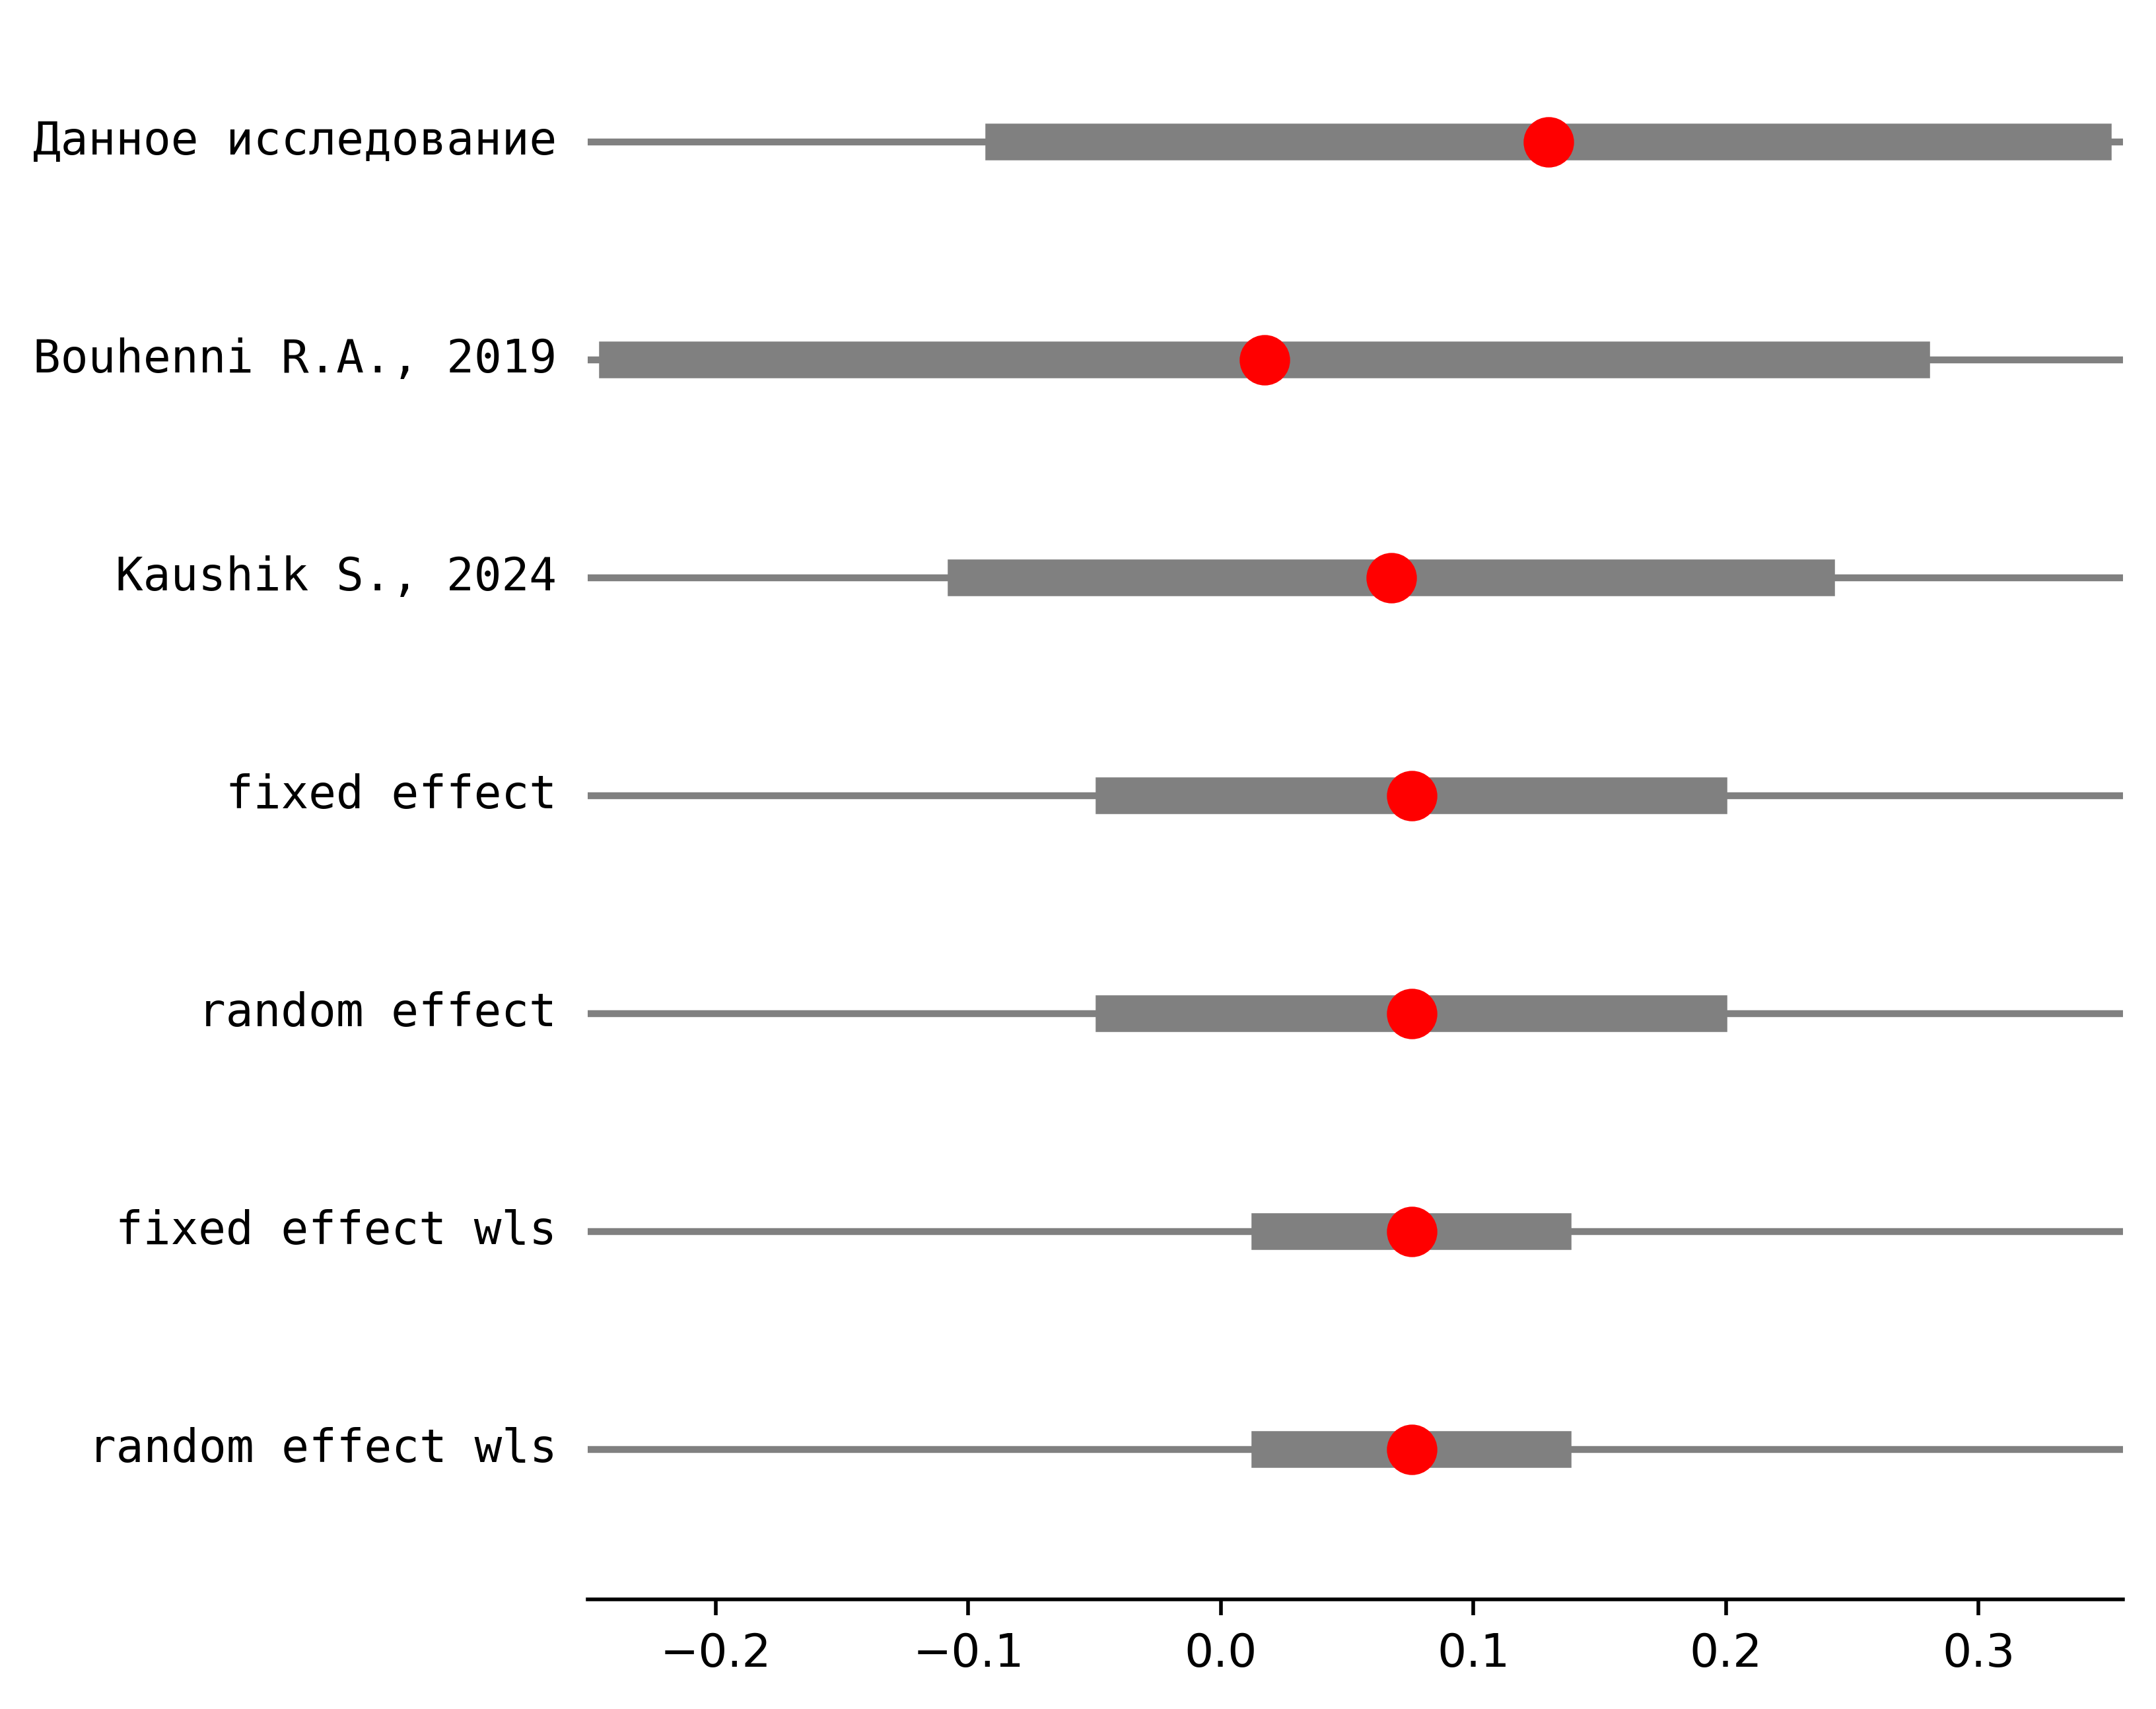 Данное исследование
Bouhenni R.A., 2019
Kaushik S., 2024
fixed effect
random effect
fixed effect wls
random effect wls
−0.2 −0.1 0.0 0.1 0.2 0.3